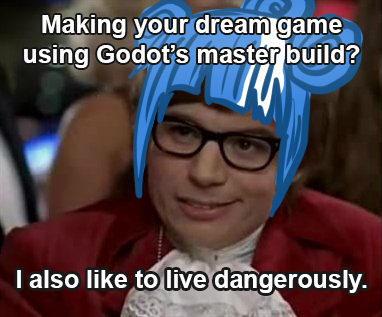 Making your dream game
using Godot's master build?
I also like to live dangerously.